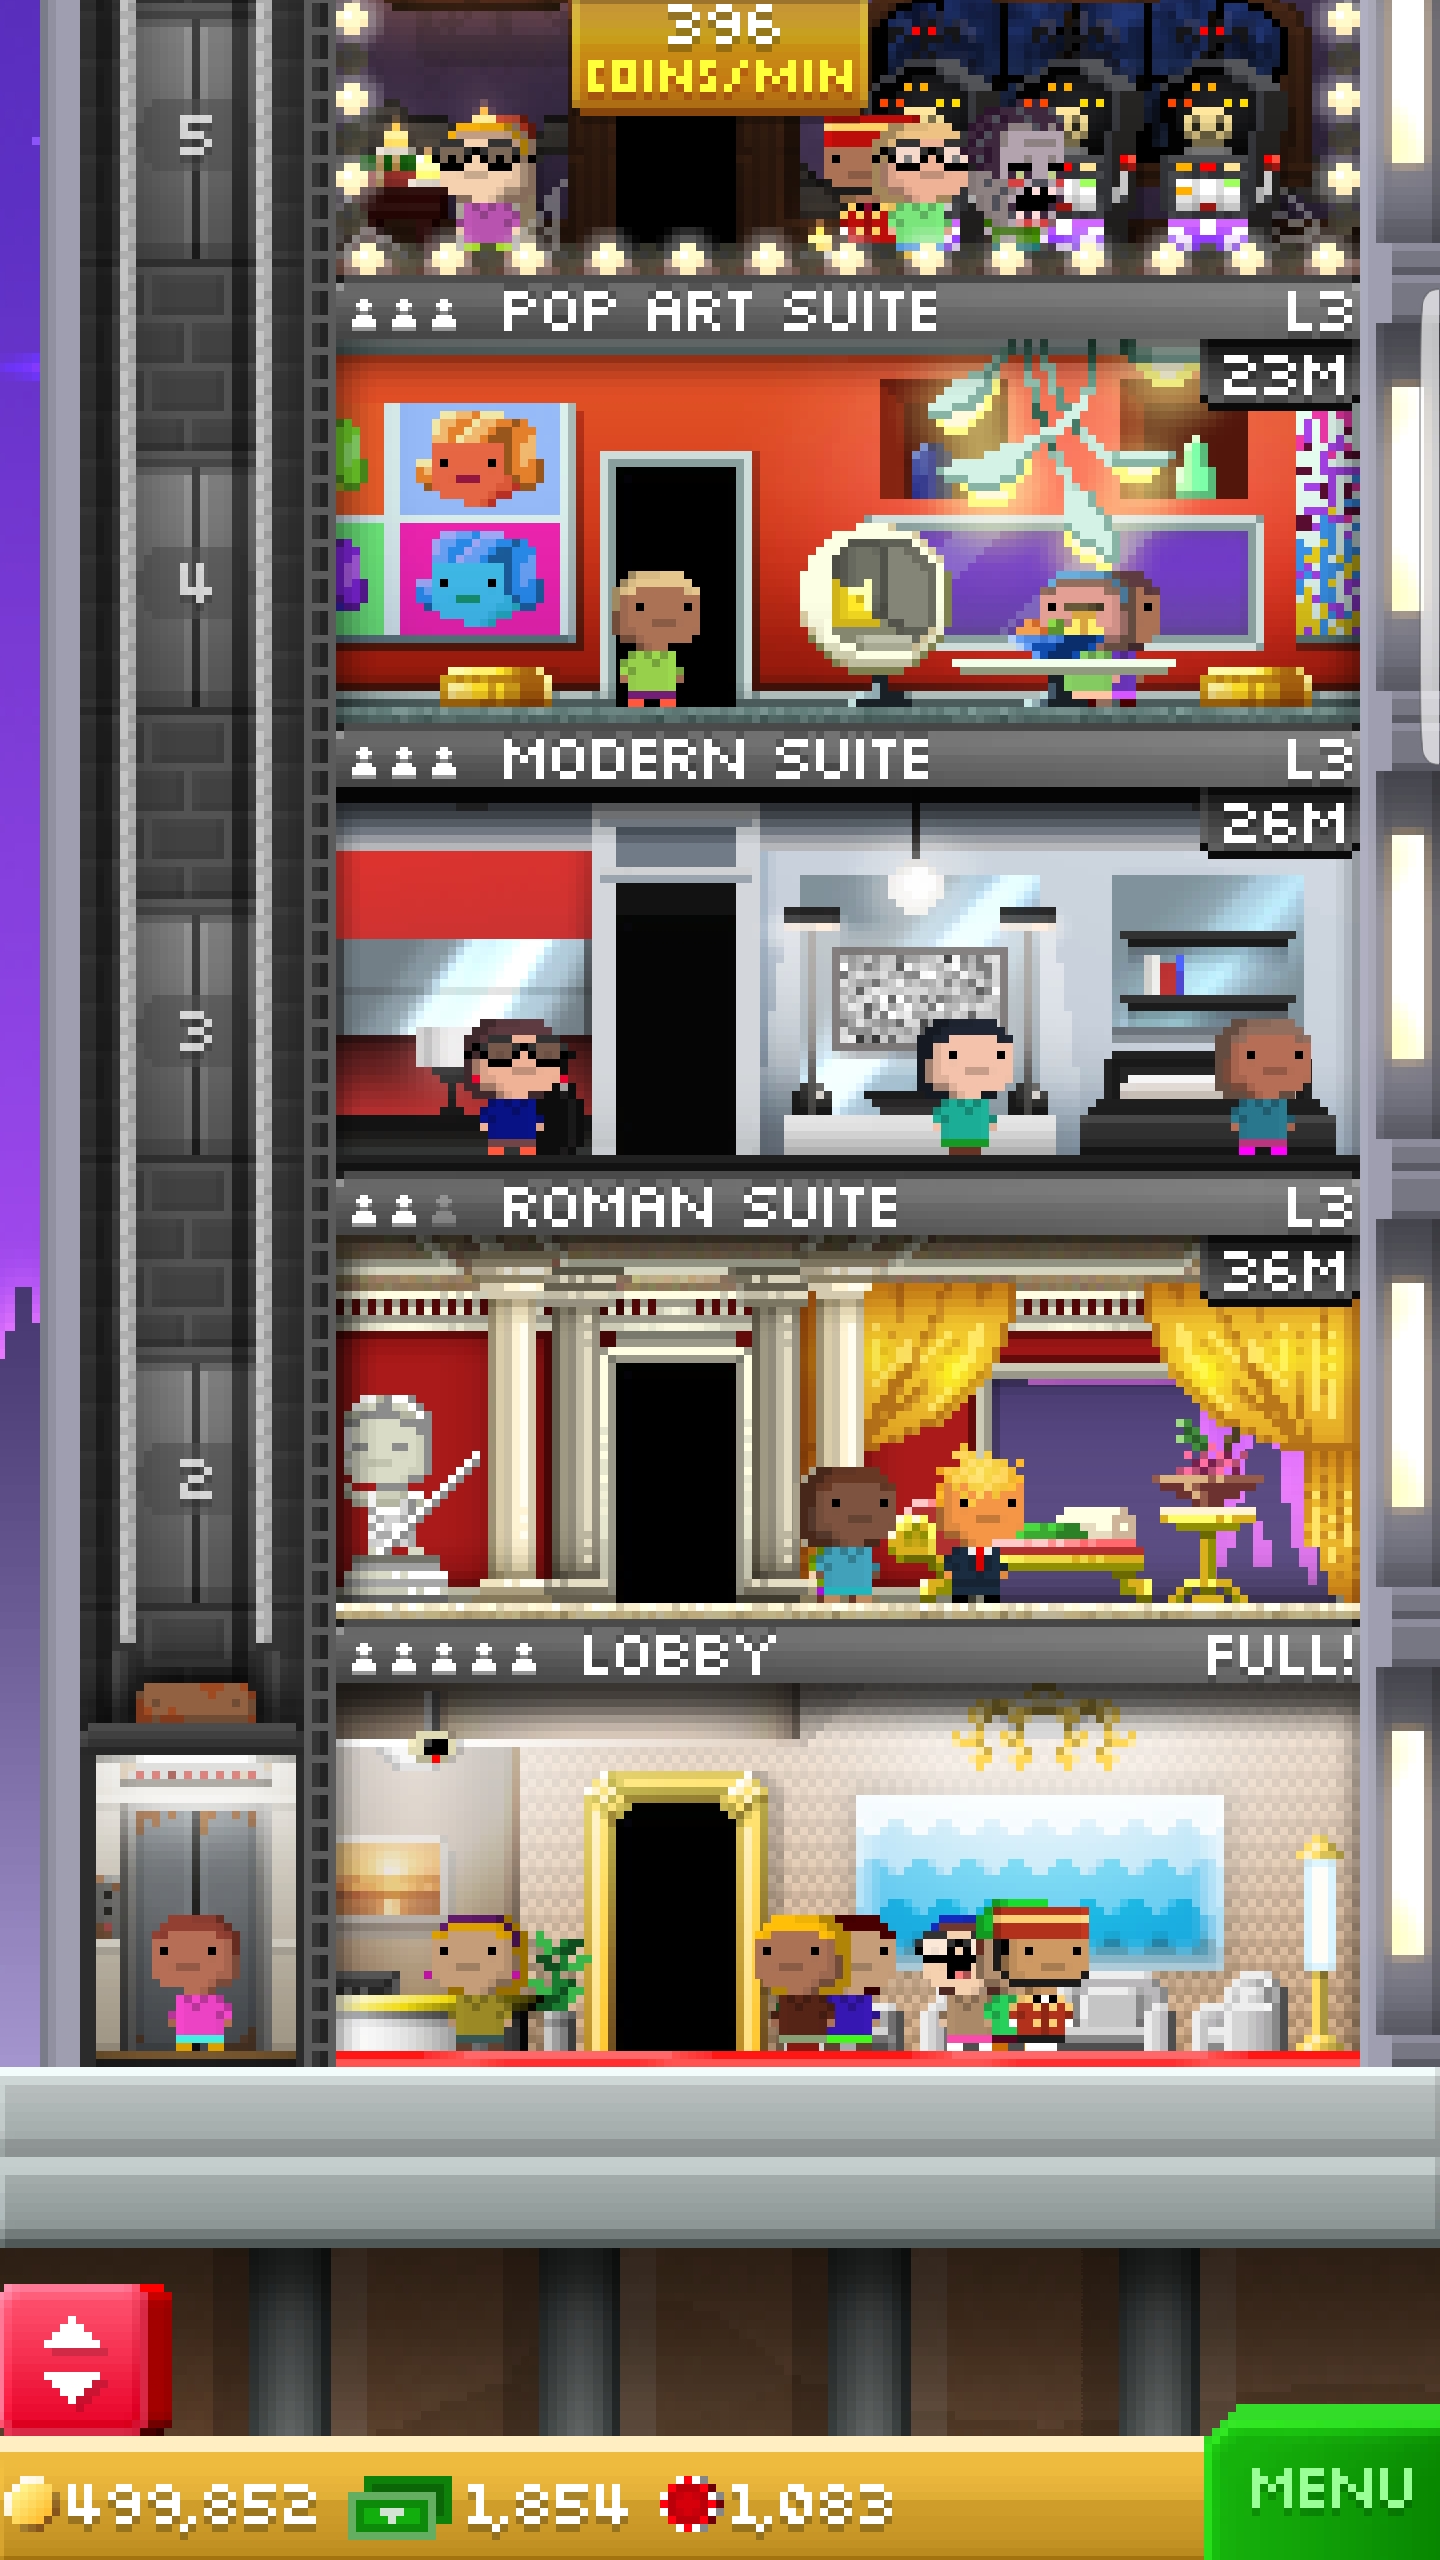 396
COINS/MIN
5
POP ART SUITE L3
23M
4
MODERN SUITE L3
26M
3
ROMAN SUITE L3
36M
2
LOBBY FULL!
499,852 1,854 1,083
MENU